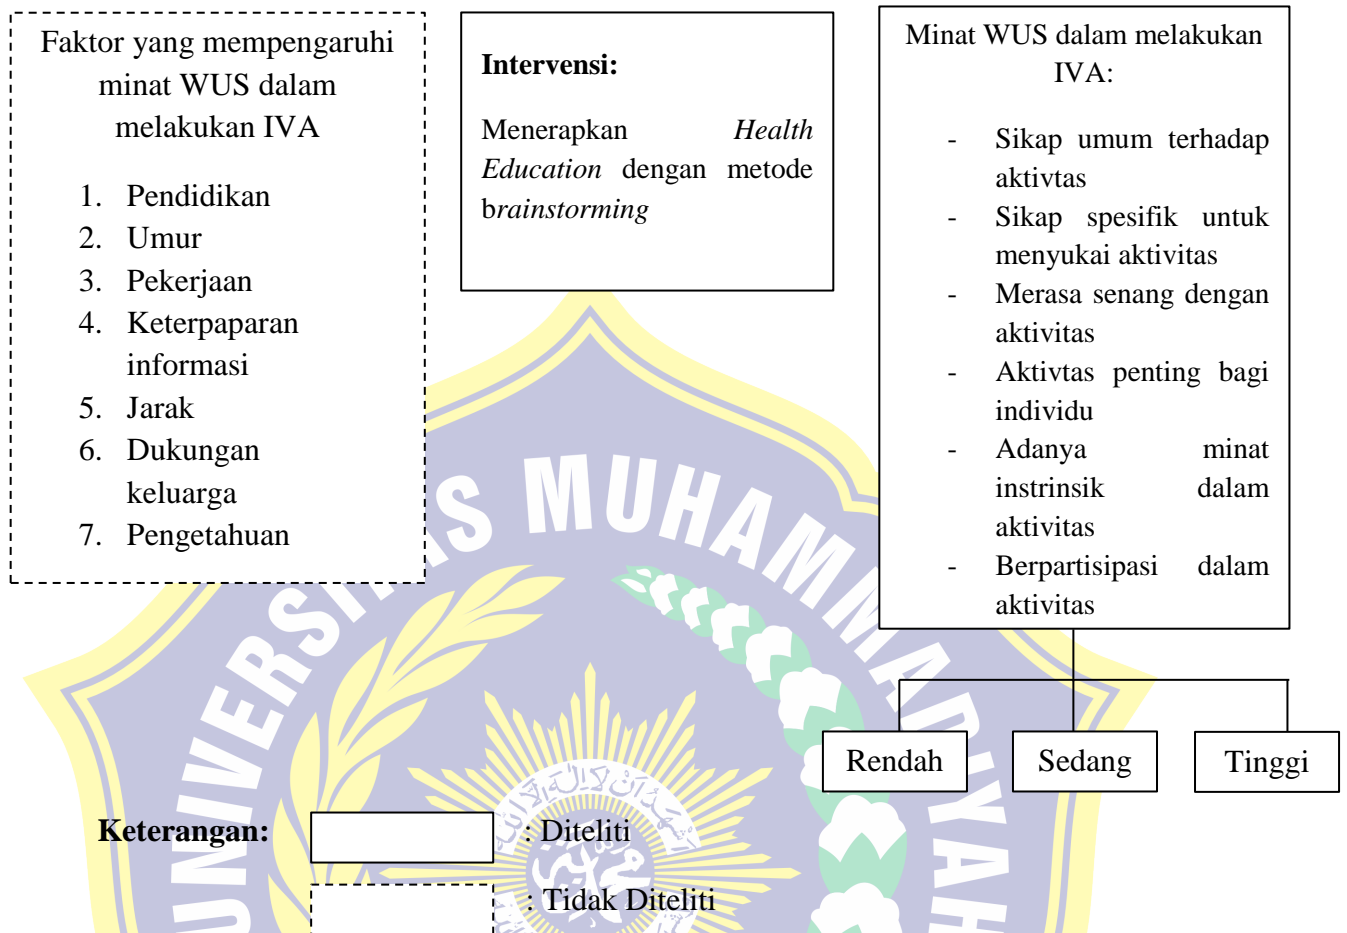 Faktor yang mempengaruhi
minat WUS dalam
melakukan IVA
1. Pendidikan
2. Umur
3. Pekerjaan
4. Keterpaparan
informasi
5. Jarak
6. Dukungan
keluarga
7. Pengetahuan
Intervensi:
Menerapkan Health
Education dengan metode
brainstorming
Minat WUS dalam melakukan
IVA:
- Sikap umum terhadap
aktivtas
- Sikap spesifik untuk
menyukai aktivitas
- Merasa senang dengan
aktivitas
- Aktivtas penting bagi
individu
- Adanya minat
instrinsik dalam
aktivitas
- Berpartisipasi dalam
aktivitas
Rendah
Sedang
Tinggi
Keterangan:
: Diteliti
: Tidak Diteliti
MUHAMMADIYAH